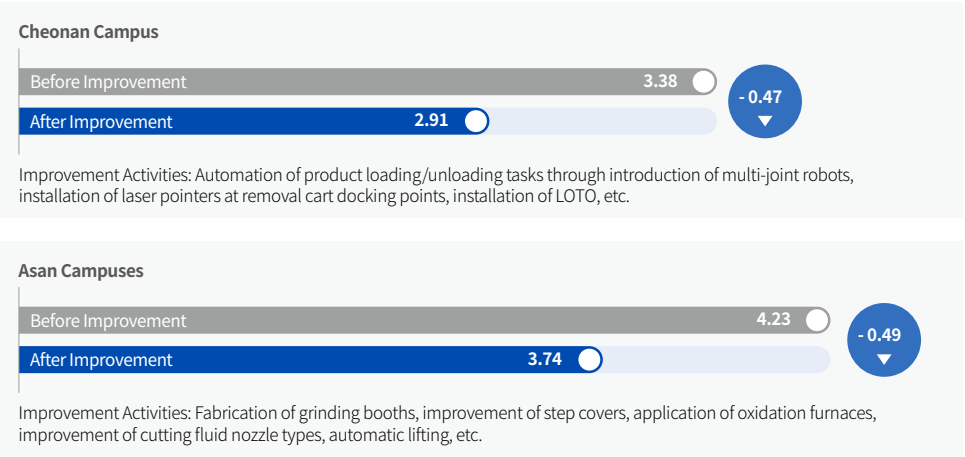 Cheonan Campus
Before Improvement 3.38
- 0.47
After Improvement 2.91
Improvement Activities: Automation of product loading/unloading tasks through introduction of multi-joint robots,
installation of laser pointers at removal cart docking points, installation of LOTO, etc.
Asan Campuses
Before Improvement 4.23
- 0.49
After Improvement 3.74
Improvement Activities: Fabrication of grinding booths, improvement of step covers, application of oxidation furnaces,
improvement of cutting fluid nozzle types, automatic lifting, etc.